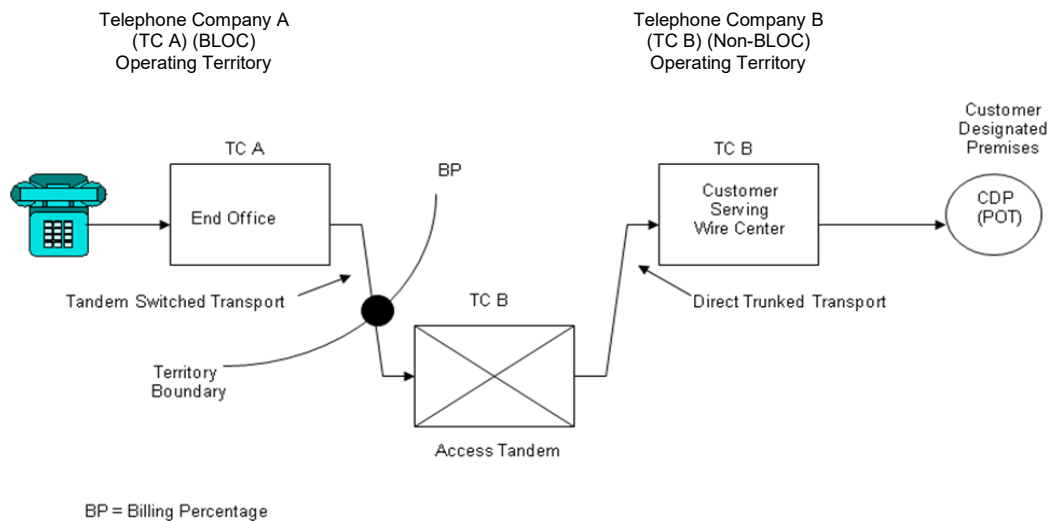 Telephone Company A
(TC A) (BLOC)
Operating Territory
Telephone Company B
(TC B) (Non-BLOC)
Operating Territory
Customer
Designated
Premises
TC A
BP
TC B
End Office
Customer
Serving
Wire Center
CDP
(POT)
Tandem Switched Transport
TC B
Direct Trunked Transport
Territory
Boundary
Access Tandem
BP = Billing Percentage